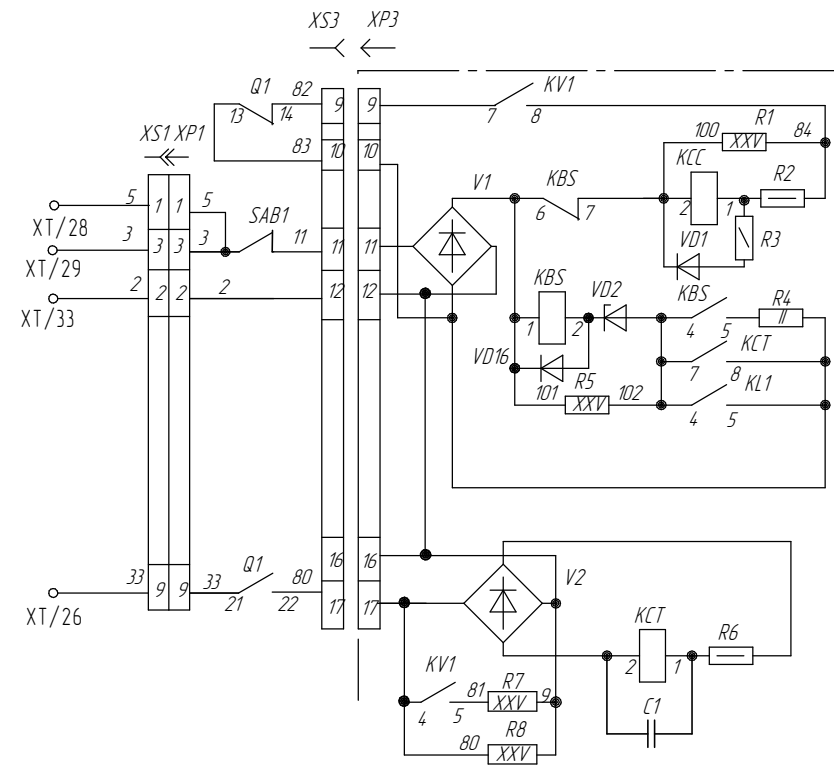 XS3 XP3
Q1 82
13 14
9 9
KV1
7 8
XS1 XP1
83
10 10
100 R1 84
XXV
KCC
R2
5 1 1 5
XT/28
SAB1
V1
KBS
6 7
2 1
3 3 3 3 11
XT/29
11 11
VD1
R3
2 2 2 2
XT/33
12 12
KBS
1 2
VD2
KBS
4 5
R4
VD16
KCT
7 8
101 R5 102
XXV
KL1
4 5
Q1
16 16
33 9 9 33 80
XT/26
21 22
17 17
V2
KCT
2 1
R6
KV1
4 5
81 R7 9
XXV
C1
80 R8
XXV